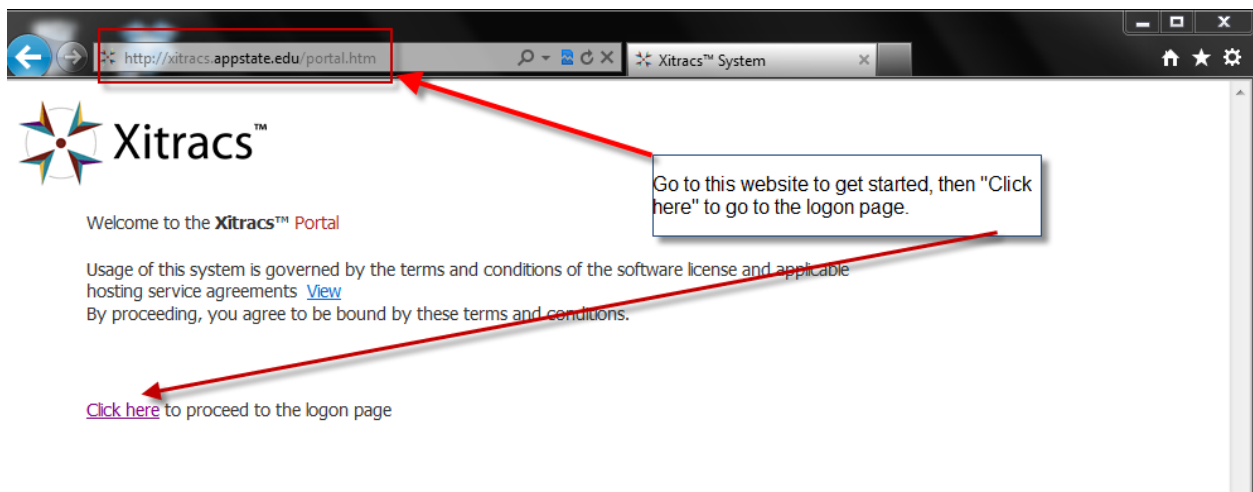 http://xitracs.appstate.edu/portal.htm
Xitracs™ System
Xitracs™
Go to this website to get started, then "Click
here" to go to the logon page.
Welcome to the Xitracs™ Portal
Usage of this system is governed by the terms and conditions of the software license and applicable
hosting service agreements View
By proceeding, you agree to be bound by these terms and conditions.
Click here to proceed to the logon page